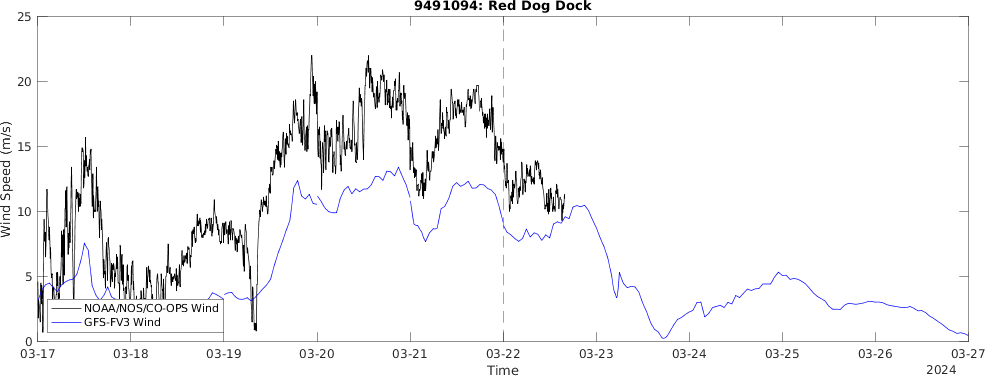 9491094: Red Dog Dock
25
20
15
10
5
0
Wind Speed (m/s)
NOAA/NOS/CO-OPS Wind
GFS-FV3 Wind
03-17 03-18 03-19 03-20 03-21 03-22 03-23 03-24 03-25 03-26 03-27
Time
2024